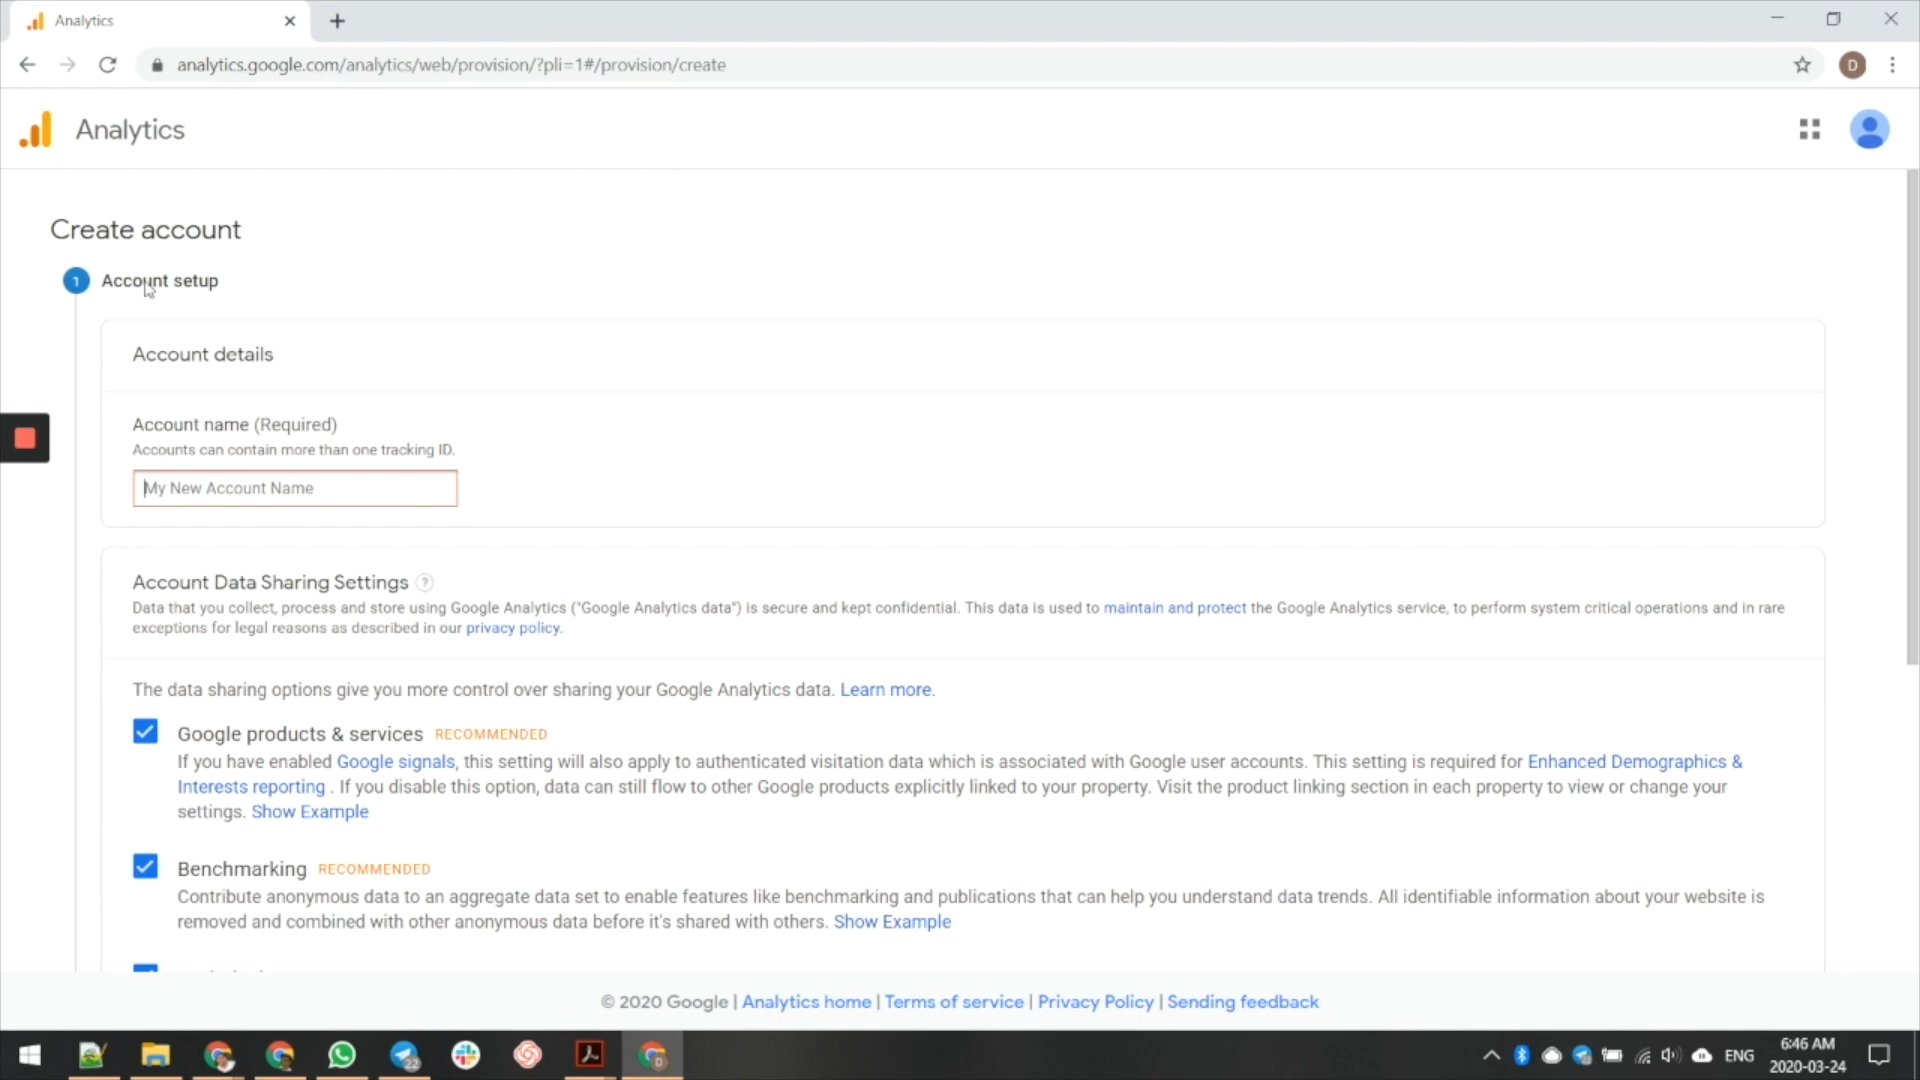 Analytics
analytics.google.com/analytics/web/provision/?pli=1#/provision/create
D
Analytics
Create account
1 Account setup
Account details
Account name (Required)
Accounts can contain more than one tracking ID.
My New Account Name
Account Data Sharing Settings ?
Data that you collect, process and store using Google Analytics ("Google Analytics data") is secure and kept confidential. This data is used to maintain and protect the Google Analytics service, to perform system critical operations and in rare
exceptions for legal reasons as described in our privacy policy.
The data sharing options give you more control over sharing your Google Analytics data. Learn more.
Google products & services RECOMMENDED
If you have enabled Google signals, this setting will also apply to authenticated visitation data which is associated with Google user accounts. This setting is required for Enhanced Demographics &
Interests reporting . If you disable this option, data can still flow to other Google products explicitly linked to your property. Visit the product linking section in each property to view or change your
settings. Show Example
Benchmarking RECOMMENDED
Contribute anonymous data to an aggregate data set to enable features like benchmarking and publications that can help you understand data trends. All identifiable information about your website is
removed and combined with other anonymous data before it's shared with others. Show Example
© 2020 Google | Analytics home | Terms of service | Privacy Policy | Sending feedback
22
D
ENG
6:46 AM
2020-03-24